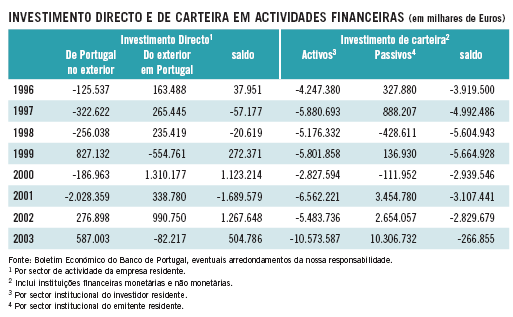 INVESTIMENTO DIRECTO E DE CARTEIRA EM ACTIVIDADES FINANCEIRAS (em milhares de Euros)
Investimento Directo¹ Investimento de carteira²
De Portugal Do exterior saldo Activos³ Passivos⁴ saldo
no exterior em Portugal
1996 -125.537 163.488 37.951 -4.247.380 327.880 -3.919.500
1997 -322.622 265.445 -57.177 -5.880.693 888.207 -4.992.486
1998 -256.038 235.419 -20.619 -5.176.332 -428.611 -5.604.943
1999 827.132 -554.761 272.371 -5.801.858 136.930 -5.664.928
2000 -186.963 1.310.177 1.123.214 -2.827.594 -111.952 -2.939.546
2001 -2.028.359 338.780 -1.689.579 -6.562.221 3.454.780 -3.107.441
2002 276.898 990.750 1.267.648 -5.483.736 2.654.057 -2.829.679
2003 587.003 -82.217 504.786 -10.573.587 10.306.732 -266.855
Fonte: Boletim Económico do Banco de Portugal, eventuais arredondamentos da nossa responsabilidade.
¹ Por sector de actividade da empresa residente.
² Inclui instituições financeiras monetárias e não monetárias.
³ Por sector institucional do investidor residente.
⁴ Por sector institucional do emitente residente.